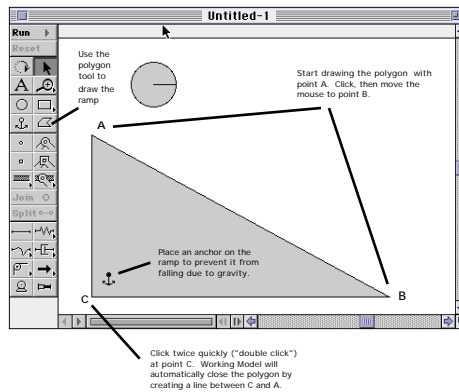 Untitled-1
Run
Reset
Use the
polygon
tool to
draw the
ramp
Start drawing the polygon with
point A. Click, then move the
mouse to point B.
A
A
Join
Split
Place an anchor on the
ramp to prevent it from
falling due to gravity.
C
B
Click twice quickly ("double click")
at point C. Working Model will
automatically close the polygon by
creating a line between C and A.